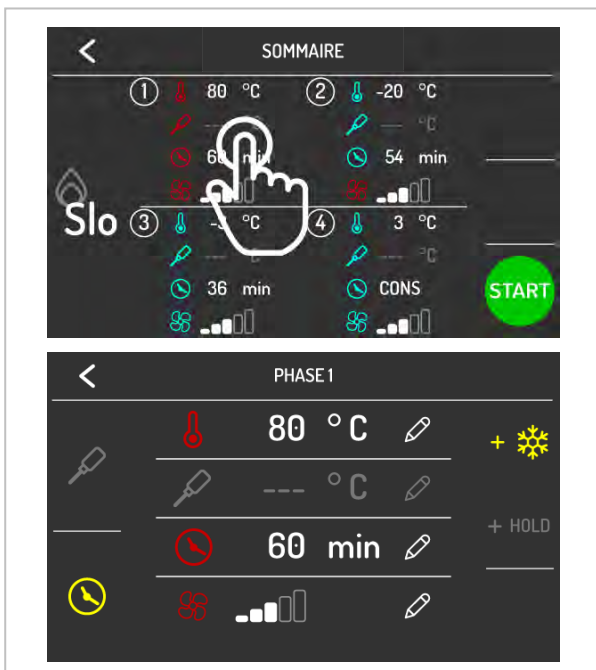 SOMMAIRE
1 80 °C 2 -20 °C
--- °C --- °C
60 min 54 min
Slo
3 -3 °C 4 3 °C
--- °C --- °C
36 min CONS
START
PHASE 1
80 °C
+
--- °C
+ HOLD
60 min